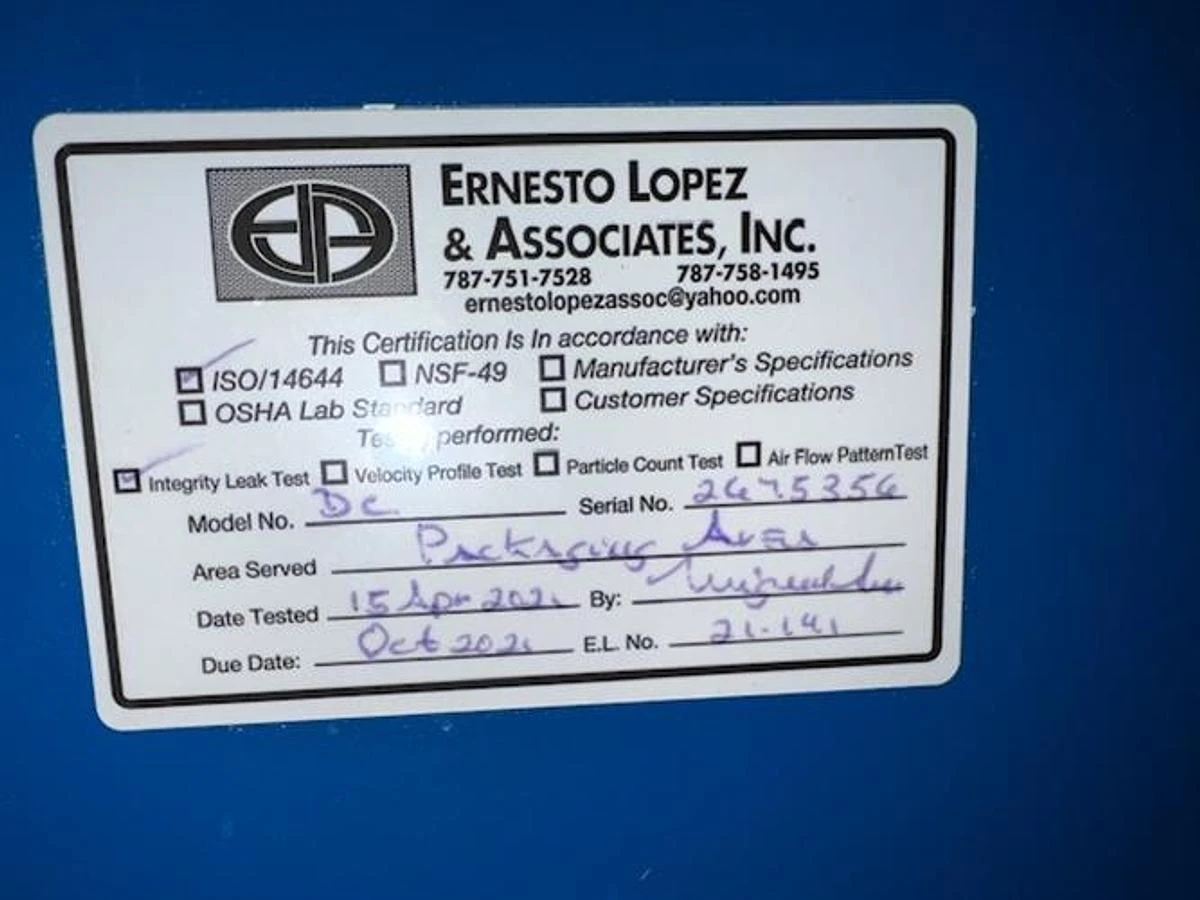 ERNESTO LOPEZ
& ASSOCIATES, INC.
787-751-7528 787-758-1495
ernestolopezassoc@yahoo.com
This Certification Is In accordance with:
ISO/14644 NSF-49 Manufacturer's Specifications
OSHA Lab Standard Customer Specifications
Tests performed:
Integrity Leak Test Velocity Profile Test Particle Count Test Air Flow PatternTest
Model No. DC Serial No.
Area Served Packaging Area
Date Tested 15 Apr 2021 By:
Due Date: Oct 2021 E.L. No. 21-141